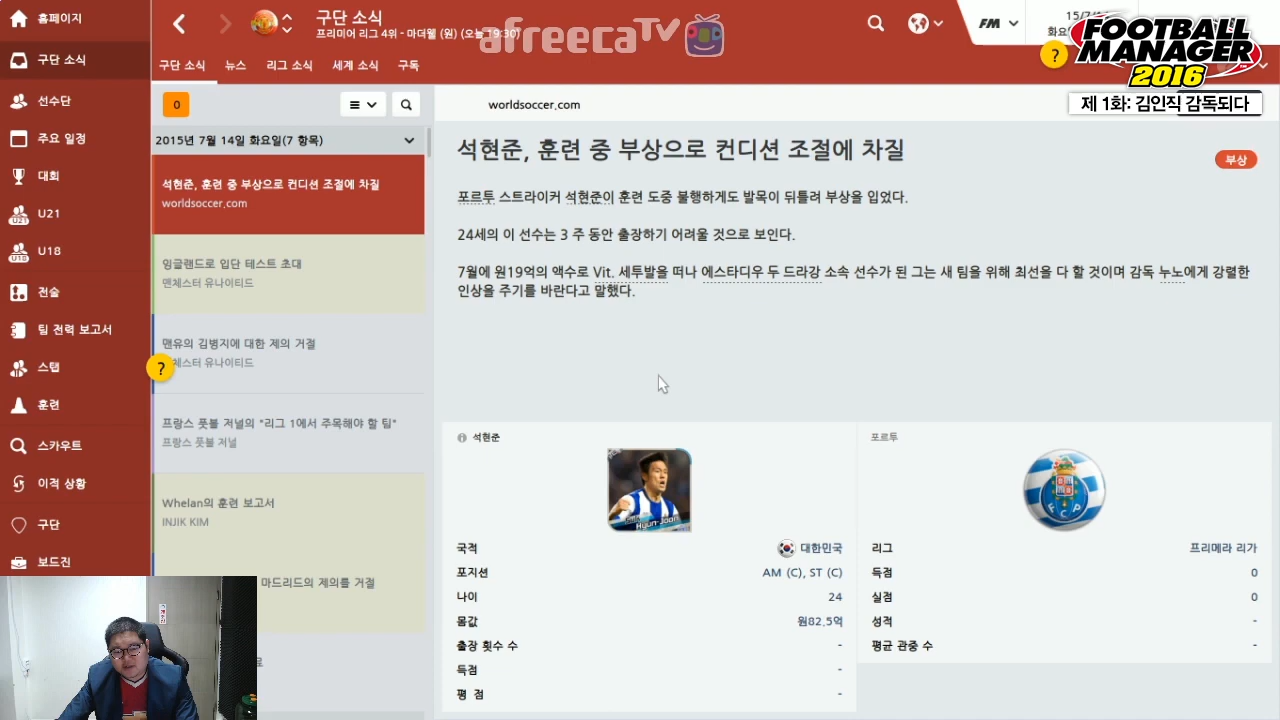 홈페이지
구단 소식
선수단
주요 일정
대회
U21
U18
전술
팀 전력 보고서
스탭
훈련
스카우트
이적 상황
구단
보드진
구단 소식
프리미어 리그 4위 - 마더웰 (원) (오늘 19:30)
afreecaTV
FM
15/7/
?
FOOTBALL
MANAGER
2016
제 1화: 김인직 감독되다
구단 소식 뉴스 리그 소식 세계 소식 구독
0
2015년 7월 14일 화요일(7 항목)
석현준, 훈련 중 부상으로 컨디션 조절에 차질
worldsoccer.com
잉글랜드로 입단 테스트 초대
맨체스터 유나이티드
맨유의 김병지에 대한 제의 거절
체스터 유나이티드
?
프랑스 풋볼 저널의 "리그 1에서 주목해야 할 팀"
프랑스 풋볼 저널
Whelan의 훈련 보고서
INJIK KIM
마드리드의 제의를 거절
worldsoccer.com
석현준, 훈련 중 부상으로 컨디션 조절에 차질
부상
포르투 스트라이커 석현준이 훈련 도중 불행하게도 발목이 뒤틀려 부상을 입었다.
24세의 이 선수는 3 주 동안 출장하기 어려울 것으로 보인다.
7월에 원19억의 액수로 Vit. 세투발을 떠나 에스타디우 두 드라강 소속 선수가 된 그는 새 팀을 위해 최선을 다 할 것이며 감독 누노에게 강렬한
인상을 주기를 바란다고 말했다.
석현준
Hyun-Joon
국적 대한민국
포지션 AM (C), ST (C)
나이 24
몸값 원82.5억
출장 횟수 수 -
득점 -
평 점 -
포르투
FCP
리그 프리메라 리가
득점 0
실점 0
성적 -
평균 관중 수 -